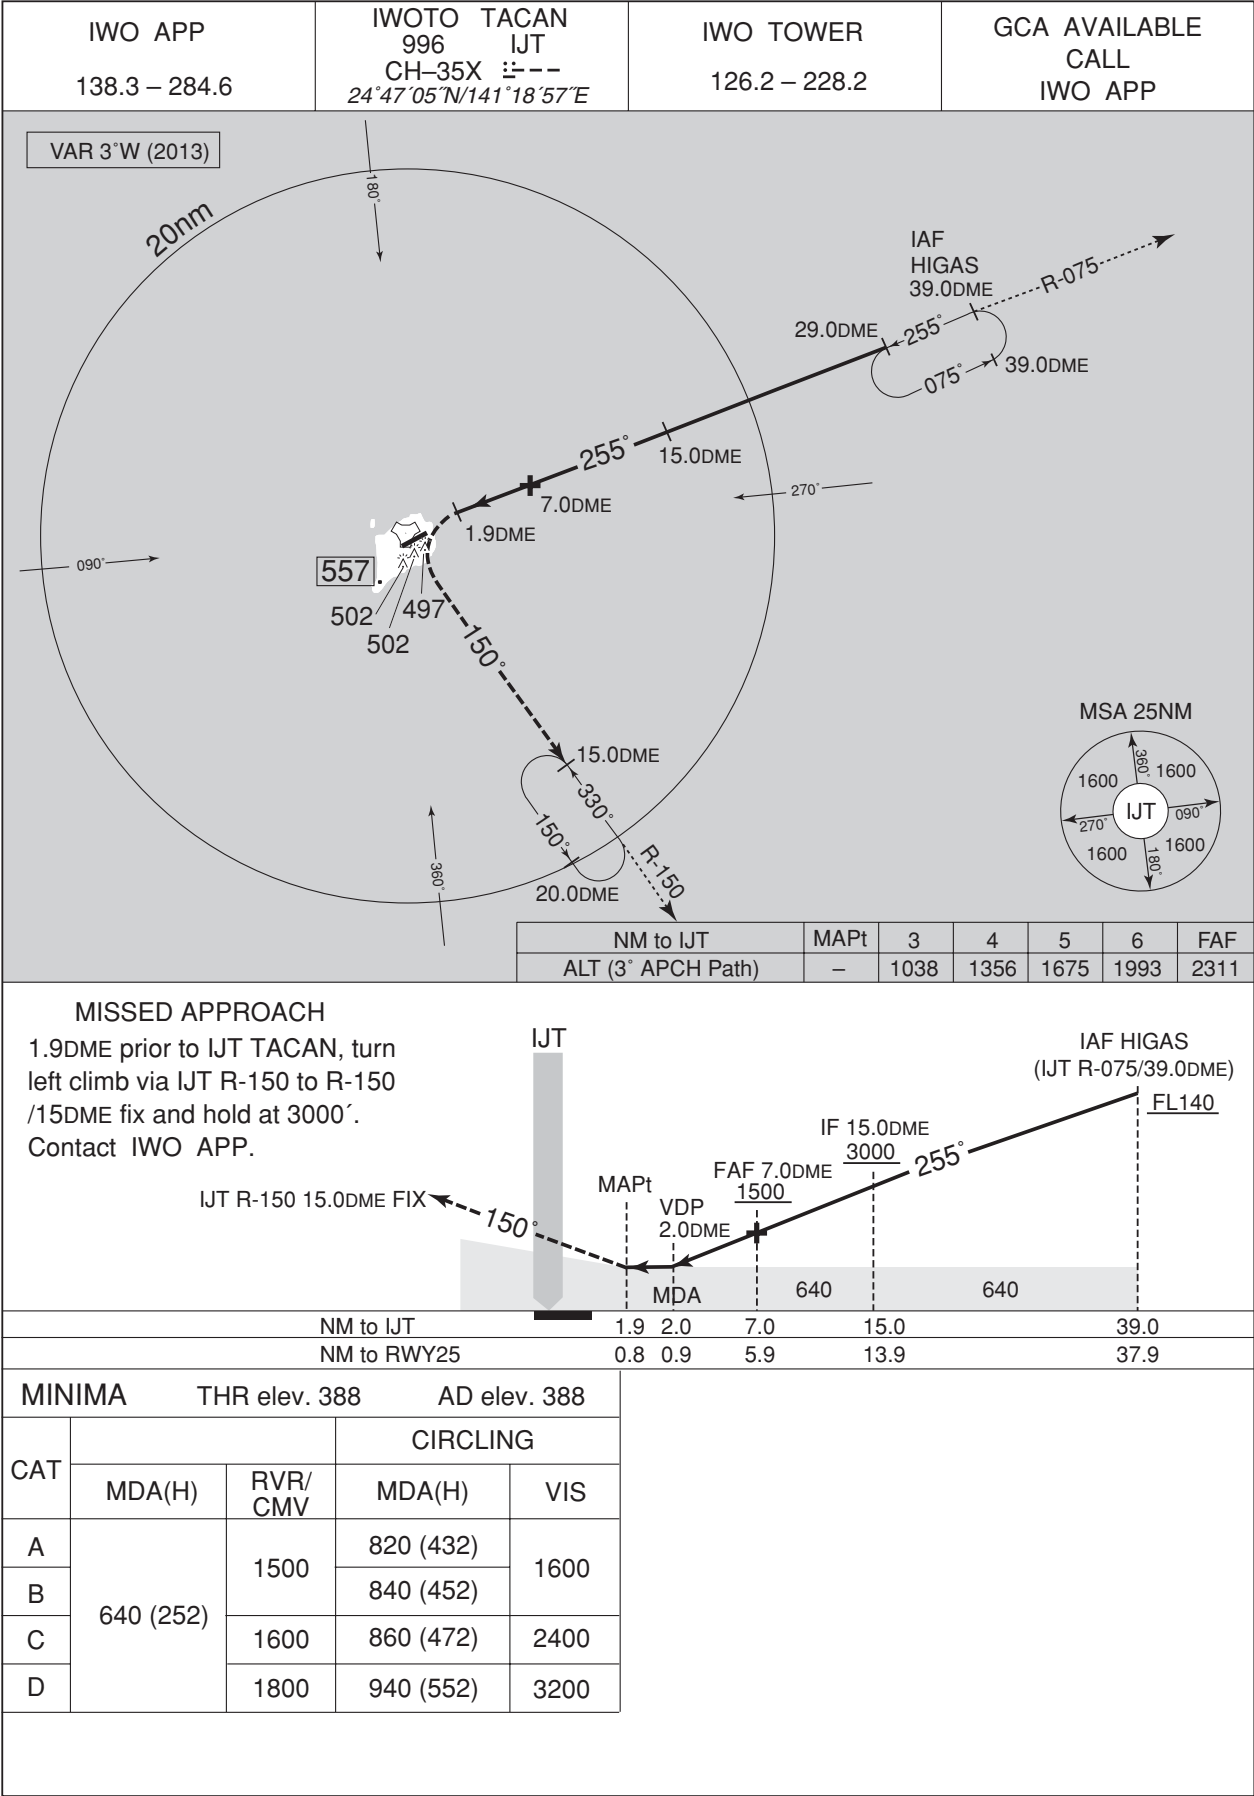 IWO APP
138.3 – 284.6
IWOTO TACAN
996 IJT
CH–35X
24°47´05˝N/141°18´57˝E
IWO TOWER
126.2 – 228.2
GCA AVAILABLE
CALL
IWO APP
VAR 3°W (2013)
20nm
180°
IAF
HIGAS
39.0DME
R-075
29.0DME
255°
39.0DME
075°
255°
15.0DME
270°
7.0DME
1.9DME
090°
557
502
497
502
150°
15.0DME
330°
150°
R-150
20.0DME
360°
MSA 25NM
360°
1600
1600
IJT
090°
270°
1600
1600
180°
NM to IJT MAPt 3 4 5 6 FAF
ALT (3° APCH Path) – 1038 1356 1675 1993 2311
MISSED APPROACH
1.9DME prior to IJT TACAN, turn
left climb via IJT R-150 to R-150
/15DME fix and hold at 3000´.
Contact IWO APP.
IJT
IAF HIGAS
(IJT R-075/39.0DME)
FL140
IF 15.0DME
3000
255°
FAF 7.0DME
1500
MAPt
VDP
2.0DME
IJT R-150 15.0DME FIX
150°
MDA
640
640
NM to IJT 1.9 2.0 7.0 15.0 39.0
NM to RWY25 0.8 0.9 5.9 13.9 37.9
MINIMA THR elev. 388 AD elev. 388
CAT
CIRCLING
MDA(H)
RVR/
CMV
MDA(H)
VIS
A
820 (432)
1500
1600
B
840 (452)
640 (252)
C
1600
860 (472)
2400
D
1800
940 (552)
3200